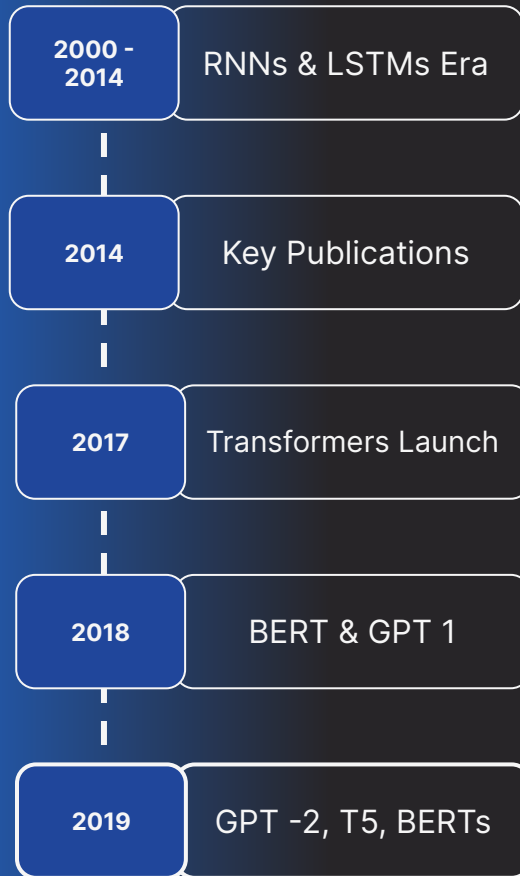 2000 -
2014
RNNs & LSTMs Era
2014
Key Publications
2017
Transformers Launch
2018
BERT & GPT 1
2019
GPT -2, T5, BERTs